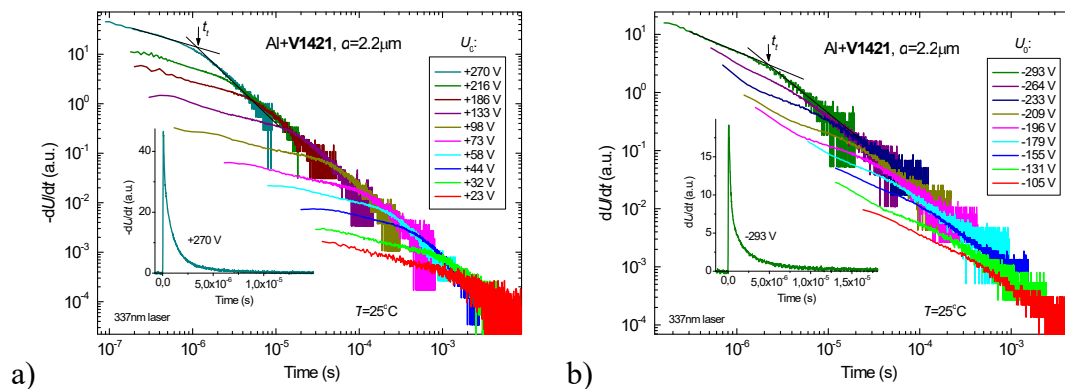 Al+V1421, a=2.2μm
U₀:
+270 V
+216 V
+186 V
+133 V
+98 V
+73 V
+58 V
+44 V
+32 V
+23 V
tₜ
-dU/dt (a.u.)
10¹
10⁰
10⁻¹
10⁻²
10⁻³
10⁻⁴
-dU/dt (a.u.)
40
20
0
+270 V
0,0 5,0x10⁻⁶ 1,0x10⁻⁵
Time (s)
337nm laser
T=25°C
10⁻⁷ 10⁻⁶ 10⁻⁵ 10⁻⁴ 10⁻³
Time (s)
a)
Al+V1421, a=2.2μm
U₀:
-293 V
-264 V
-233 V
-209 V
-196 V
-179 V
-155 V
-131 V
-105 V
tₜ
dU/dt (a.u.)
10¹
10⁰
10⁻¹
10⁻²
10⁻³
10⁻⁴
dU/dt (a.u.)
15
10
5
0
-293 V
0,0 5,0x10⁻⁶ 1,0x10⁻⁵ 1,5x10⁻⁵
Time (s)
337nm laser
T=25°C
10⁻⁶ 10⁻⁵ 10⁻⁴ 10⁻³
Time (s)
b)